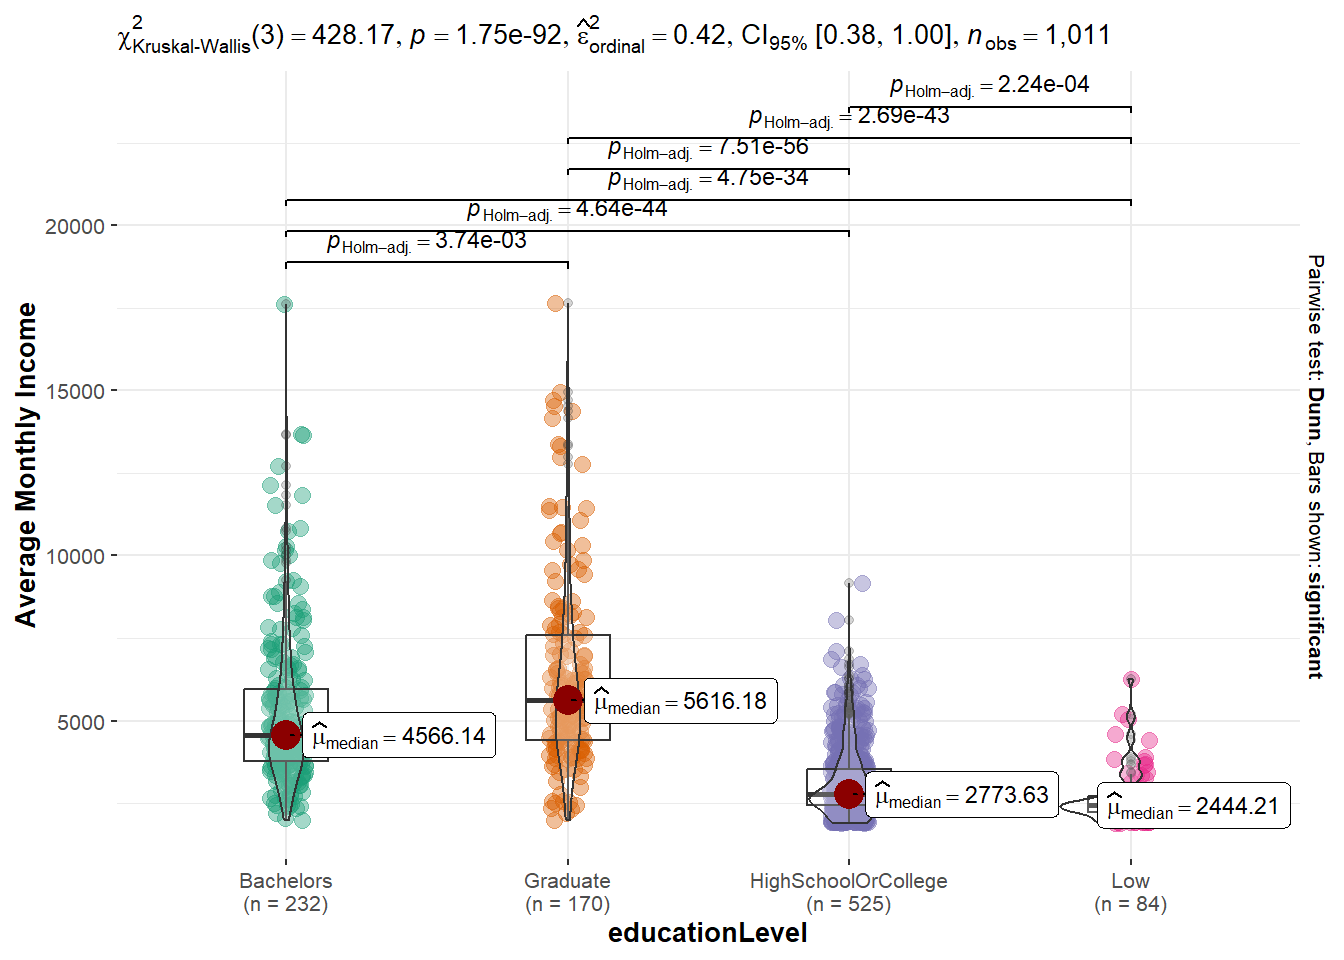 χ²Kruskal-Wallis(3) = 428.17, p = 1.75e-92, ε̂²ordinal = 0.42, CI95% [0.38, 1.00], nobs = 1,011
pHolm−adj. = 2.24e-04
pHolm−adj. = 2.69e-43
pHolm−adj. = 7.51e-56
pHolm−adj. = 4.75e-34
pHolm−adj. = 4.64e-44
pHolm−adj. = 3.74e-03
20000
15000
10000
5000
Average Monthly Income
μ̂median = 4566.14
μ̂median = 5616.18
μ̂median = 2773.63
μ̂median = 2444.21
Pairwise test: Dunn, Bars shown: significant
Bachelors
(n = 232)
Graduate
(n = 170)
HighSchoolOrCollege
(n = 525)
Low
(n = 84)
educationLevel